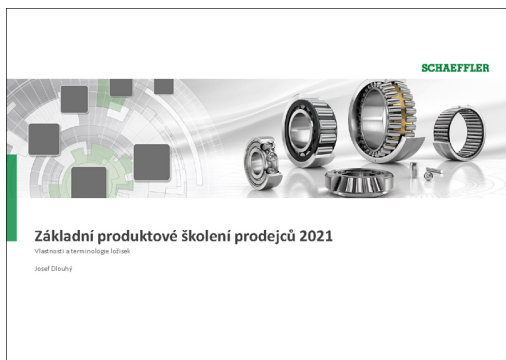 SCHAEFFLER
Základní produktové školení prodejců 2021
Vlastnosti a terminologie ložisek
Josef Dlouhý